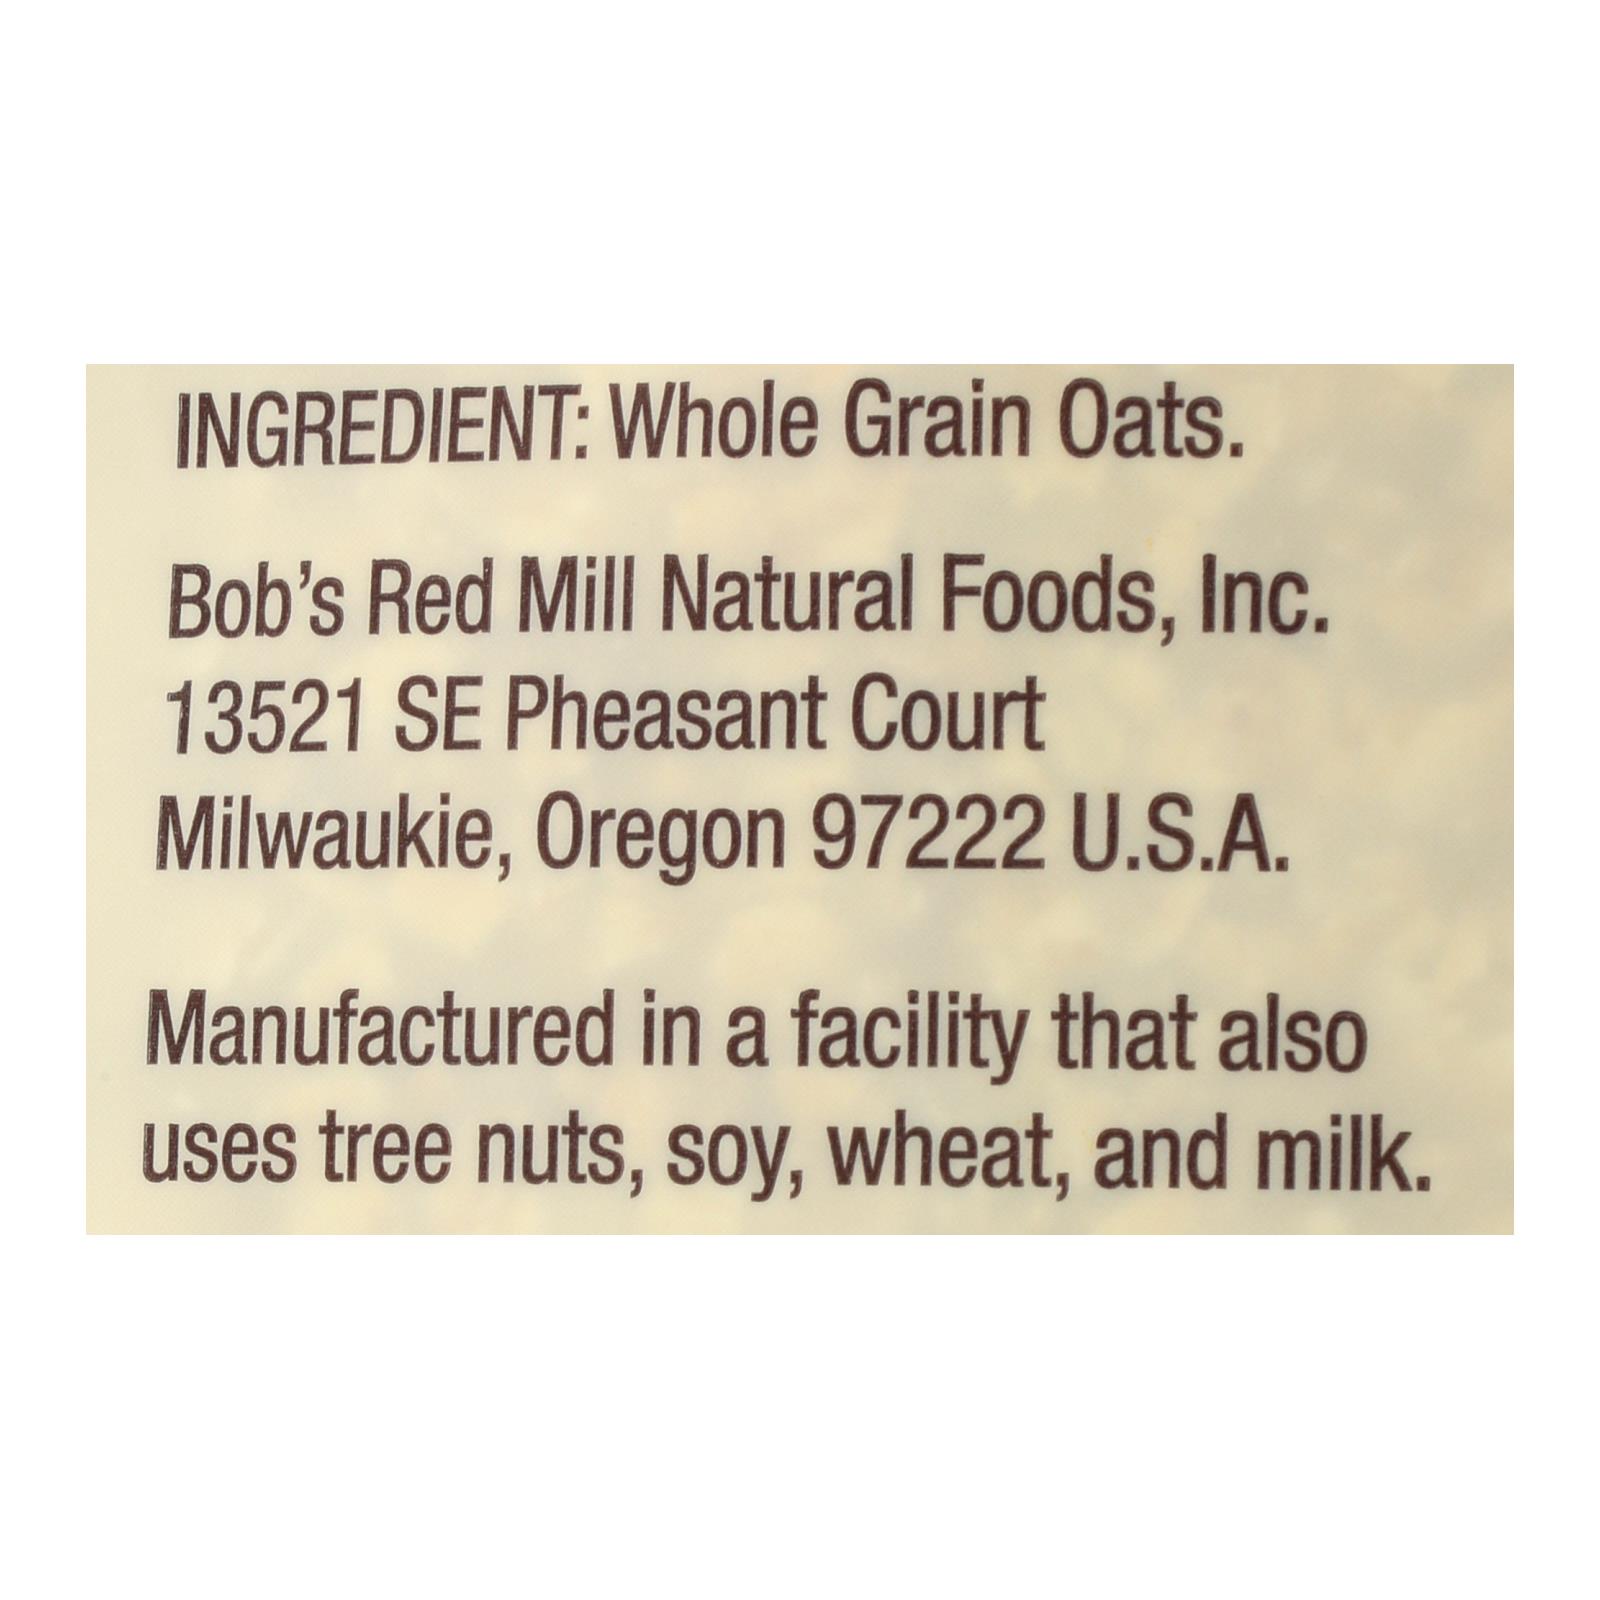 INGREDIENT: Whole Grain Oats.
Bob's Red Mill Natural Foods, Inc.
13521 SE Pheasant Court
Milwaukie, Oregon 97222 U.S.A.
Manufactured in a facility that also
uses tree nuts, soy, wheat, and milk.